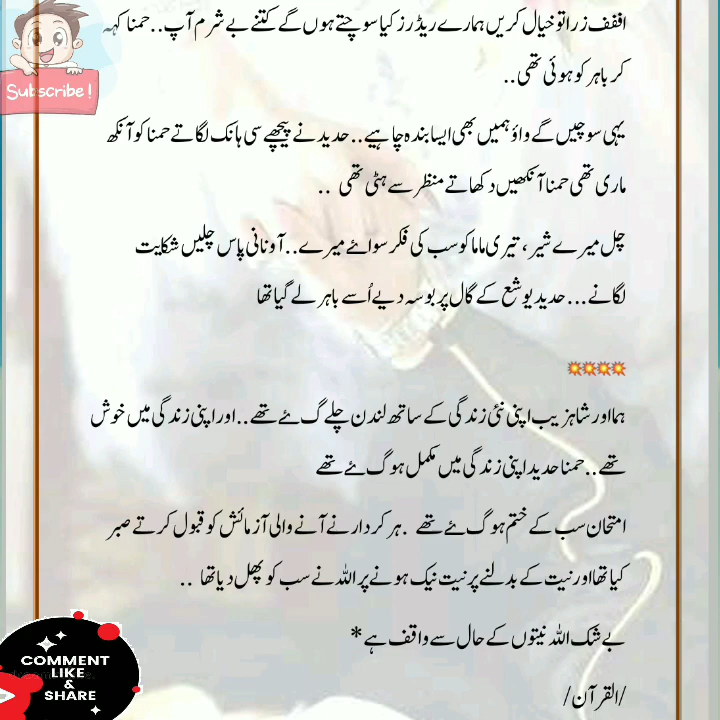 اففف زرا تو خیال کریں ہمارے ریڈرز کیا سوچتے ہوں گے کتنے بے شرم آپ.. حمنا کہہ
کر باہر کو ہوئی تھی..
یہی سوچیں گے واؤ ہمیں بھی ایسا بندہ چاہیے.. حدید نے پیچھے سی ہانک لگاتے حمنا کو آنکھ
ماری تھی حمنا آنکھیں دکھاتے منظر سے ہٹی تھی ..
چل میرے شیر ، تیری ماما کو سب کی فکر سوائے میرے.. آو نانی پاس چلیں شکایت
لگانے... حدید یوشع کے گال پر بوسہ دیے اُسے باہر لے گیا تھا
💥💥💥💥
ہما اور شاہزیب اپنی نئی زندگی کے ساتھ لندن چلے گۓ تھے.. اور اپنی زندگی میں خوش
تھے.. حمنا حدید اپنی زندگی میں مکمل ہو گۓ تھے
امتحان سب کے ختم ہو گۓ تھے . ہر کردار نے آنے والی آزمائش کو قبول کرتے صبر
کیا تھا اور نیت کے بدلنے پر نیت نیک ہونے پر اللہ نے سب کو پھل دیا تھا ..
بے شک اللہ نیتوں کے حال سے واقف ہے*
/القرآن/
Subscribe!
COMMENT
LIKE
&
SHARE